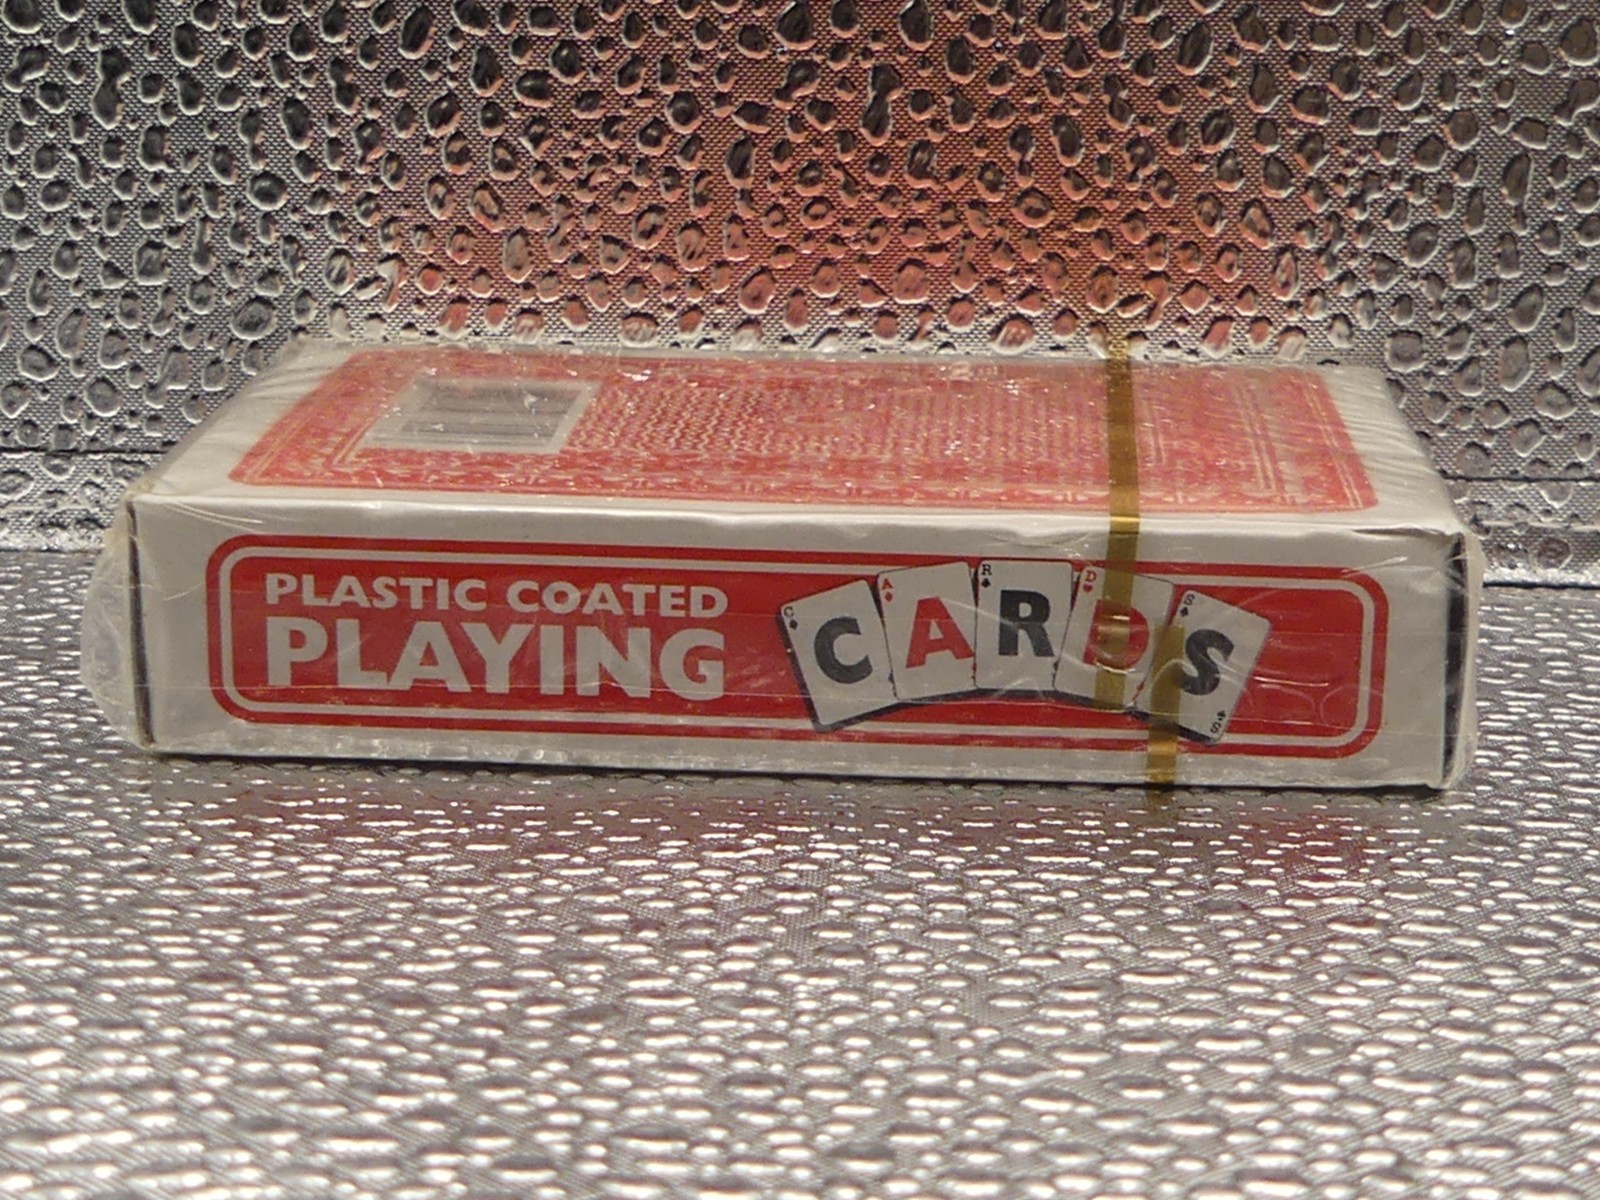 PLASTIC COATED
PLAYING CARDS
C A R D S
S